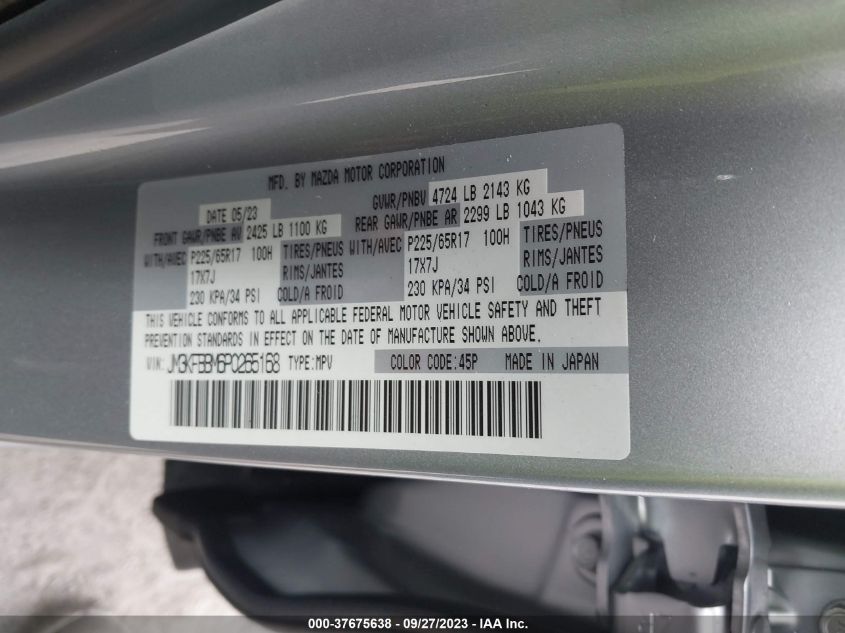 MFD. BY MAZDA MOTOR CORPORATION
DATE 05/23 GVWR/PNBV 4724 LB 2143 KG
FRONT GAWR/PNBE AV 2425 LB 1100 KG REAR GAWR/PNBE AR 2299 LB 1043 KG
WITH/AVEC P225/65R17 100H TIRES/PNEUS WITH/AVEC P225/65R17 100H TIRES/PNEUS
17X7J RIMS/JANTES 17X7J RIMS/JANTES
230 KPA/34 PSI COLD/A FROID 230 KPA/34 PSI COLD/A FROID
THIS VEHICLE CONFORMS TO ALL APPLICABLE FEDERAL MOTOR VEHICLE SAFETY AND THEFT
PREVENTION STANDARDS IN EFFECT ON THE DATE OF MANUFACTURE SHOWN ABOVE.
VIN: JM3KFBBM6P0265168 TYPE:MPV COLOR CODE:45P MADE IN JAPAN
000-37675638 - 09/27/2023 - IAA Inc.